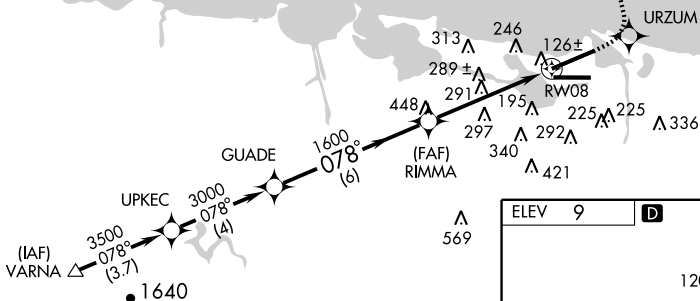 URZUM
313
246
126±
289 ±
291
RW08
448
195
225
225
336
297
292
340
1600
078°
(6)
(FAF)
RIMMA
421
GUADE
3000
078°
(4)
UPKEC
ELEV 9
D
569
3500
078°
(3.7)
(IAF)
VARNA
1640
120